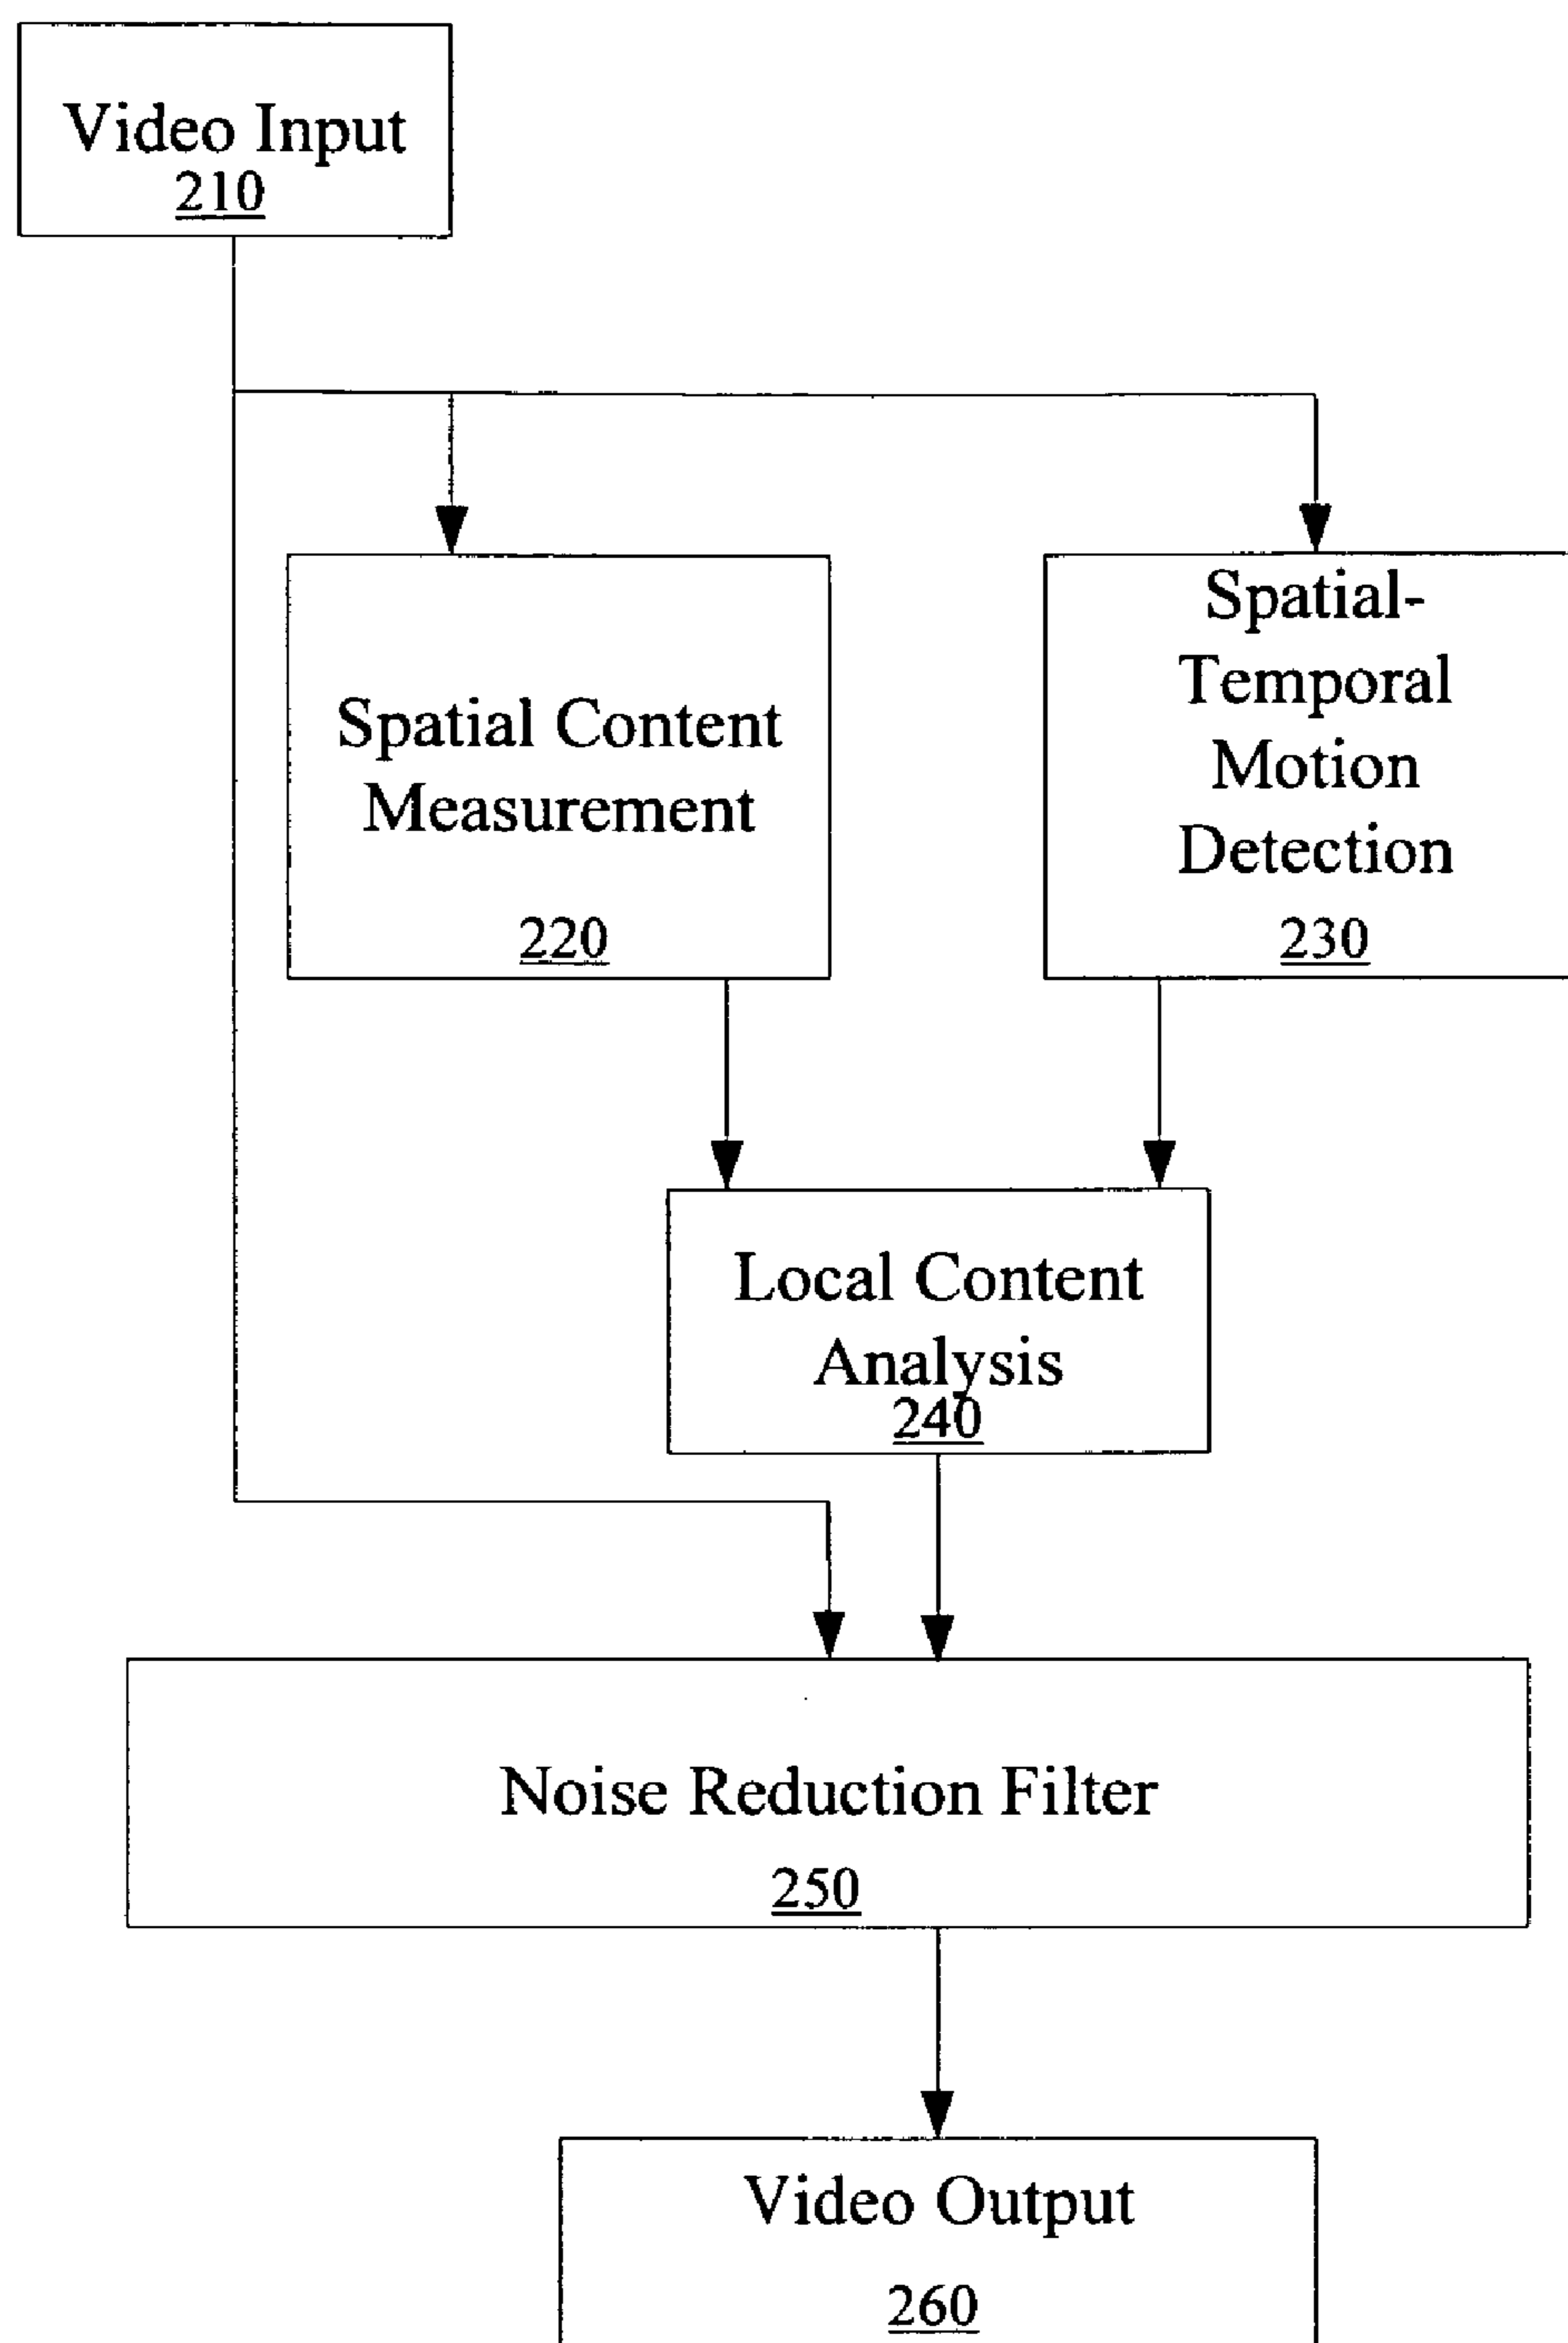 Video Input
210
Spatial Content
Measurement
220
Spatial-
Temporal
Motion
Detection
230
Local Content
Analysis
240
Noise Reduction Filter
250
Video Output
260